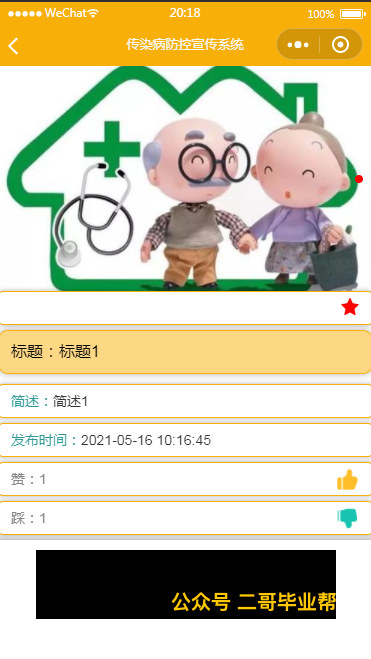 WeChat
20:18
100%
传染病防控宣传系统
标题：标题1
简述：简述1
发布时间：2021-05-16 10:16:45
赞：1
踩：1
公众号 二哥毕业帮